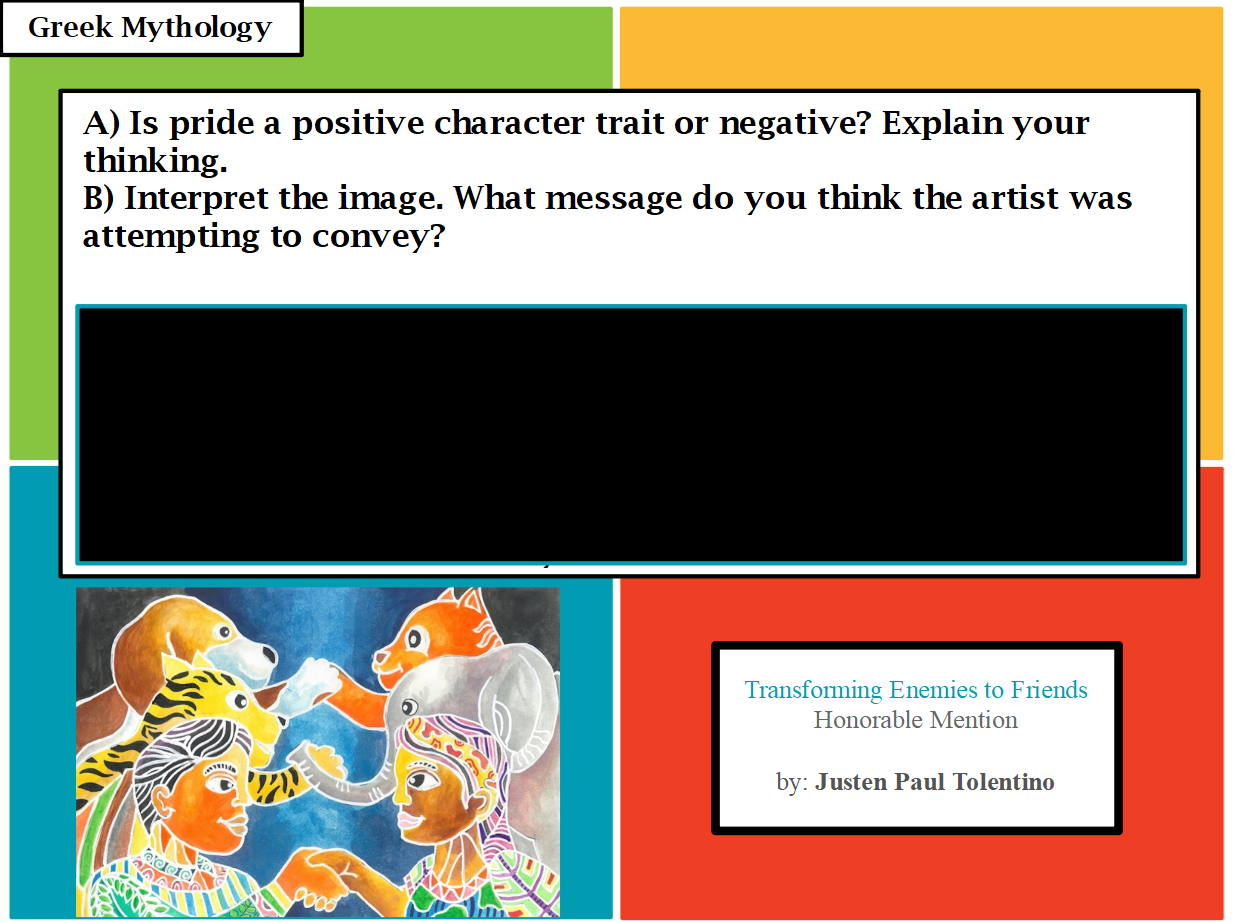 Greek Mythology
A) Is pride a positive character trait or negative? Explain your
thinking.
B) Interpret the image. What message do you think the artist was
attempting to convey?
Transforming Enemies to Friends
Honorable Mention
by: Justen Paul Tolentino